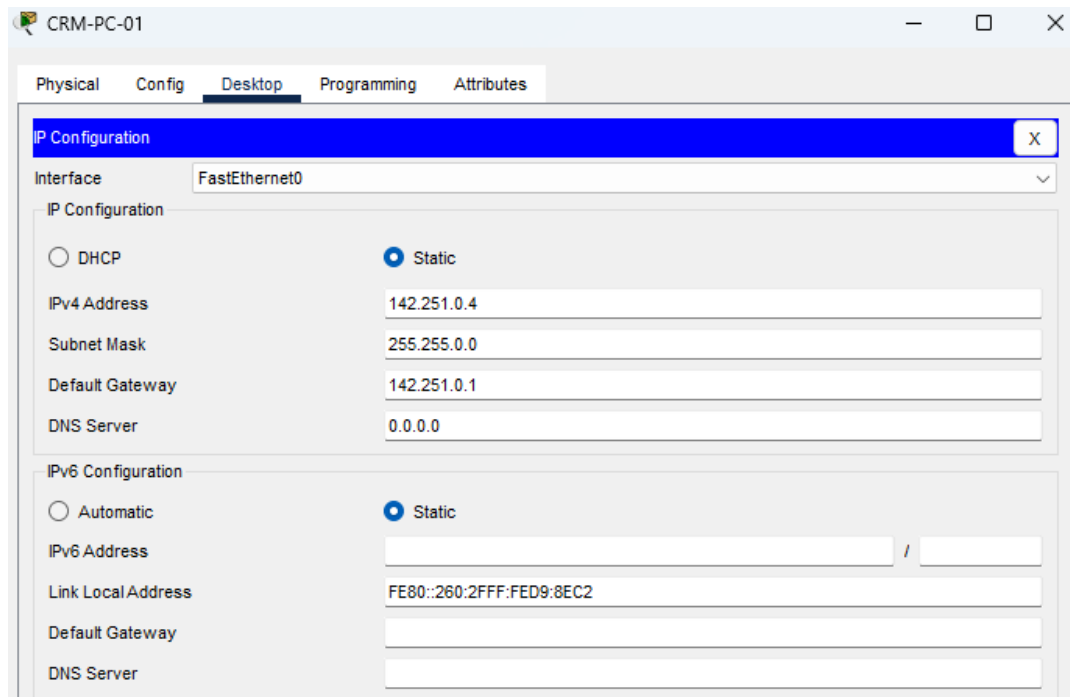 CRM-PC-01
Physical Config Desktop Programming Attributes
IP Configuration X
Interface FastEthernet0
IP Configuration
DHCP Static
IPv4 Address 142.251.0.4
Subnet Mask 255.255.0.0
Default Gateway 142.251.0.1
DNS Server 0.0.0.0
IPv6 Configuration
Automatic Static
IPv6 Address /
Link Local Address FE80::260:2FFF:FED9:8EC2
Default Gateway
DNS Server